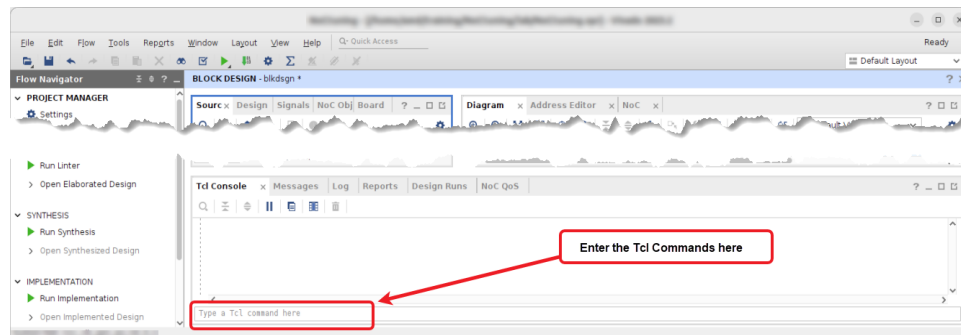 File Edit Flow Tools Reports Window Layout View Help Q- Quick Access Ready
Default Layout
Flow Navigator
BLOCK DESIGN - blkdsgn *
PROJECT MANAGER
Settings
Sourc x Design Signals NoC Obj Board ? _
Diagram x Address Editor x NoC x ?
Run Linter
Open Elaborated Design
Tcl Console x Messages Log Reports Design Runs NoC QoS ? _
SYNTHESIS
Run Synthesis
Open Synthesized Design
Enter the Tcl Commands here
IMPLEMENTATION
Run Implementation
Type a Tcl command here
Open Implemented Design